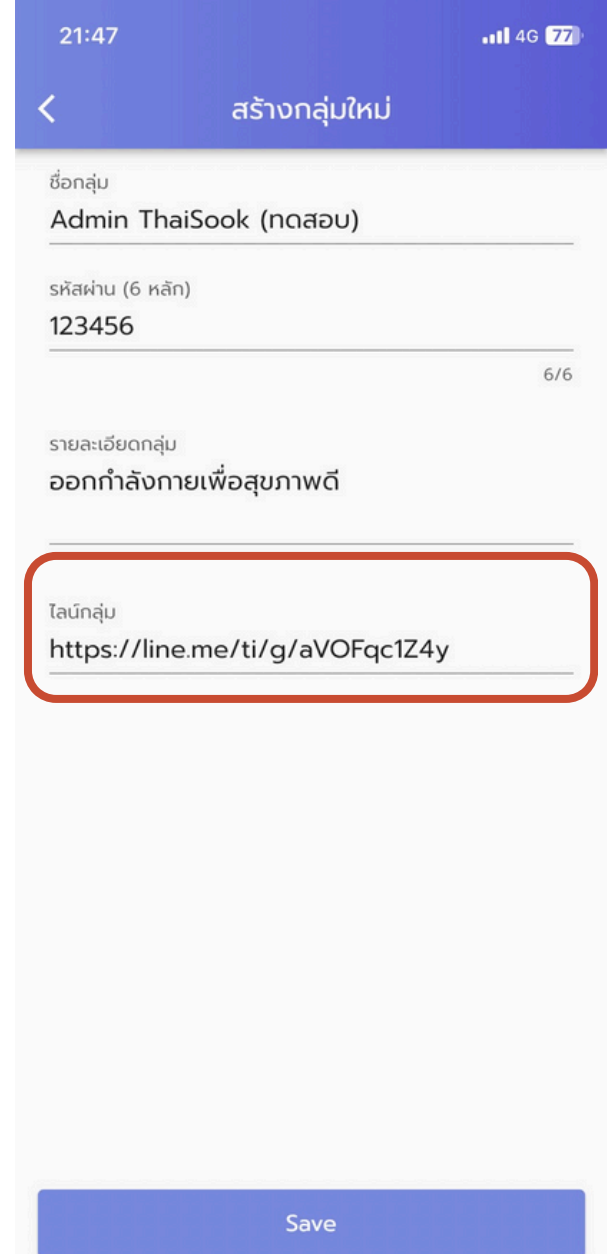 21:47
4G 77
สร้างกลุ่มใหม่
ชื่อกลุ่ม
Admin ThaiSook (ทดสอบ)
รหัสผ่าน (6 หลัก)
123456
6/6
รายละเอียดกลุ่ม
ออกกำลังกายเพื่อสุขภาพดี
ไลน์กลุ่ม
https://line.me/ti/g/aVOFqc1Z4y
Save